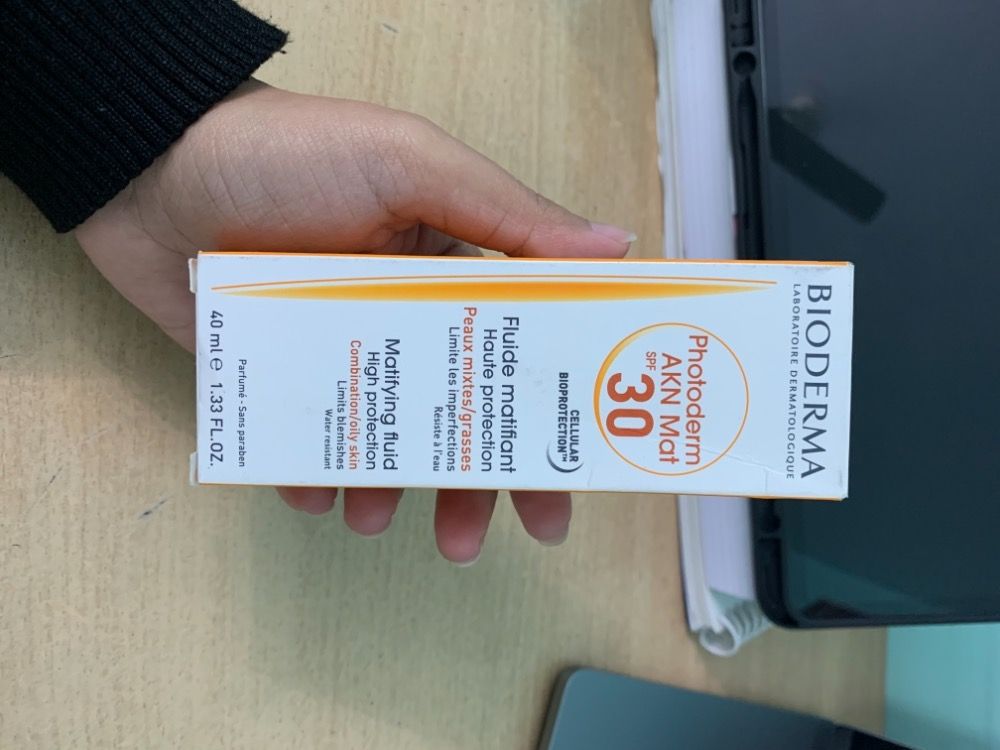 BIODERMA
LABORATOIRE DERMATOLOGIQUE
Photoderm
AKN Mat
SPF
30
CELLULAR
BIOPROTECTION™
Fluide matifiant
Haute protection
Peaux mixtes/grasses
Limite les imperfections
Résiste à l'eau
Matifying fluid
High protection
Combination/oily skin
Limits blemishes
Water resistant
Parfumé - Sans paraben
40 ml ℮ 1.33 FL.OZ.